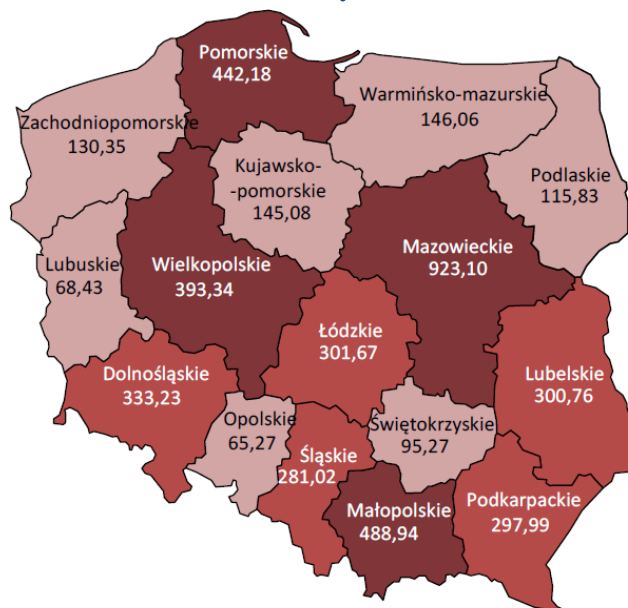 Pomorskie
442,18
Warmińsko-mazurskie
146,06
Zachodniopomorskie
130,35
Kujawsko-
-pomorskie
145,08
Podlaskie
115,83
Mazowieckie
923,10
Lubuskie
68,43
Wielkopolskie
393,34
Łódzkie
301,67
Lubelskie
300,76
Dolnośląskie
333,23
Opolskie
65,27
Świętokrzyskie
95,27
Śląskie
281,02
Małopolskie
488,94
Podkarpackie
297,99